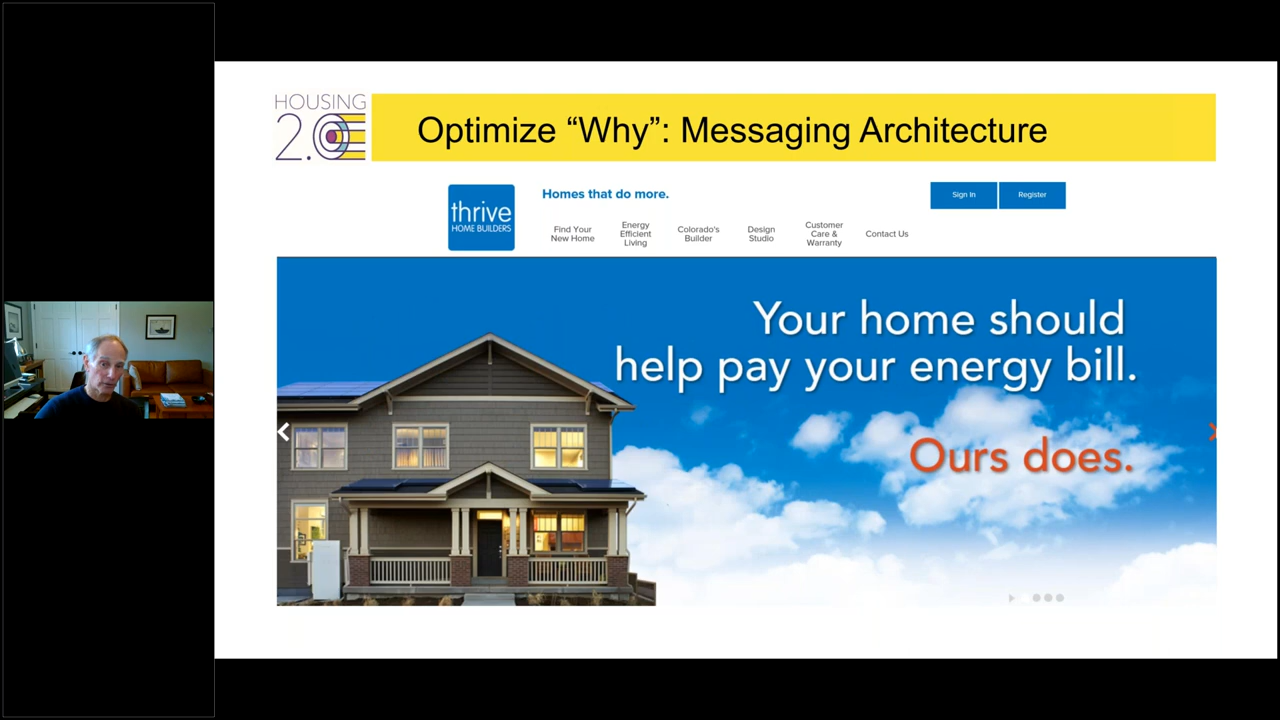 HOUSING
2.0
Optimize “Why”: Messaging Architecture
thrive
HOME BUILDERS
Homes that do more.
Sign In
Register
Find Your
New Home
Energy
Efficient
Living
Colorado's
Builder
Design
Studio
Customer
Care &
Warranty
Contact Us
Your home should
help pay your energy bill.
Ours does.